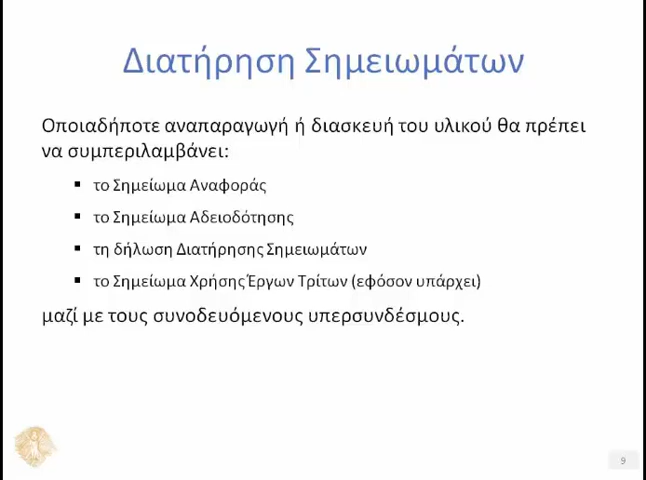 Διατήρηση Σημειωμάτων
Οποιαδήποτε αναπαραγωγή ή διασκευή του υλικού θα πρέπει
να συμπεριλαμβάνει:
▪ το Σημείωμα Αναφοράς
▪ το Σημείωμα Αδειοδότησης
▪ τη δήλωση Διατήρησης Σημειωμάτων
▪ το Σημείωμα Χρήσης Έργων Τρίτων (εφόσον υπάρχει)
μαζί με τους συνοδευόμενους υπερσυνδέσμους.
9